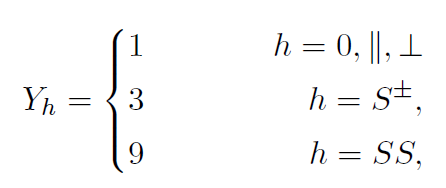 Y_h = { 1 h = 0, ∥, ⊥
3 h = S^±,
9 h = SS,